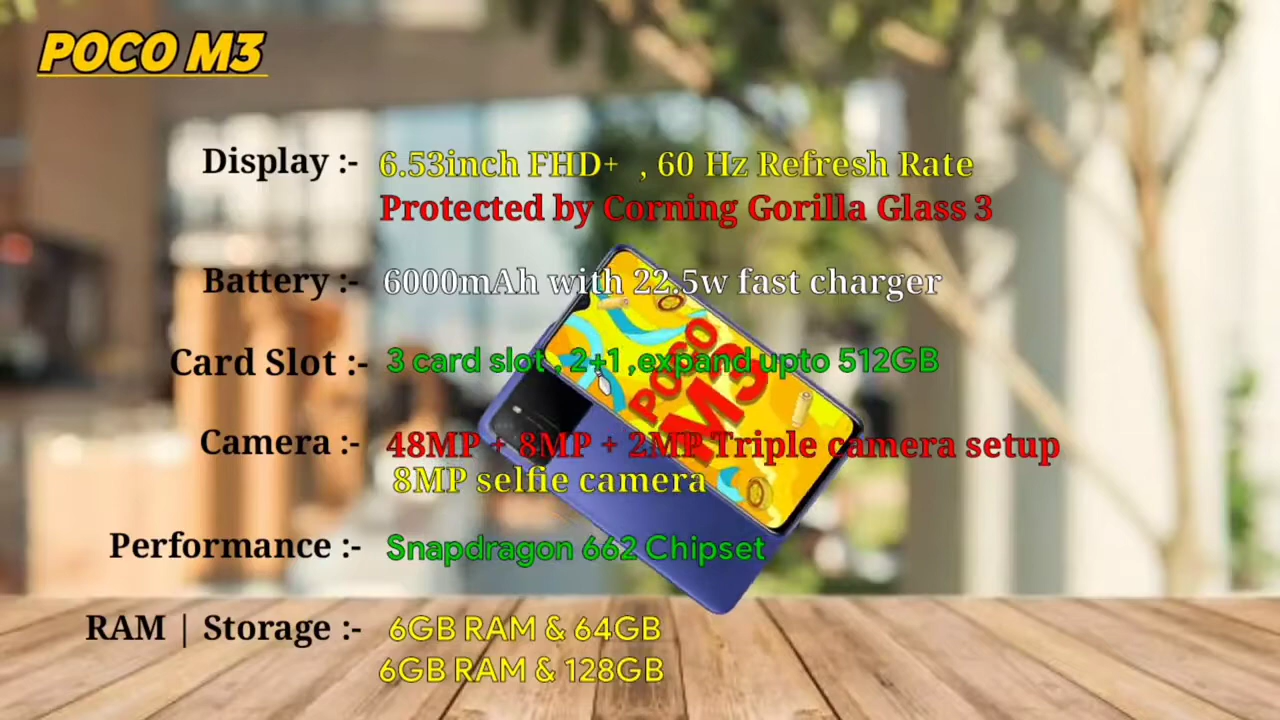 POCO M3
Display :- 6.53inch FHD+ , 60 Hz Refresh Rate
Protected by Corning Gorilla Glass 3
Battery :- 6000mAh with 22.5w fast charger
Card Slot :- 3 card slot , 2+1 ,expand upto 512GB
POCO
M3
Camera :- 48MP + 8MP + 2MP Triple camera setup
8MP selfie camera
Performance :- Snapdragon 662 Chipset
RAM | Storage :- 6GB RAM & 64GB
6GB RAM & 128GB